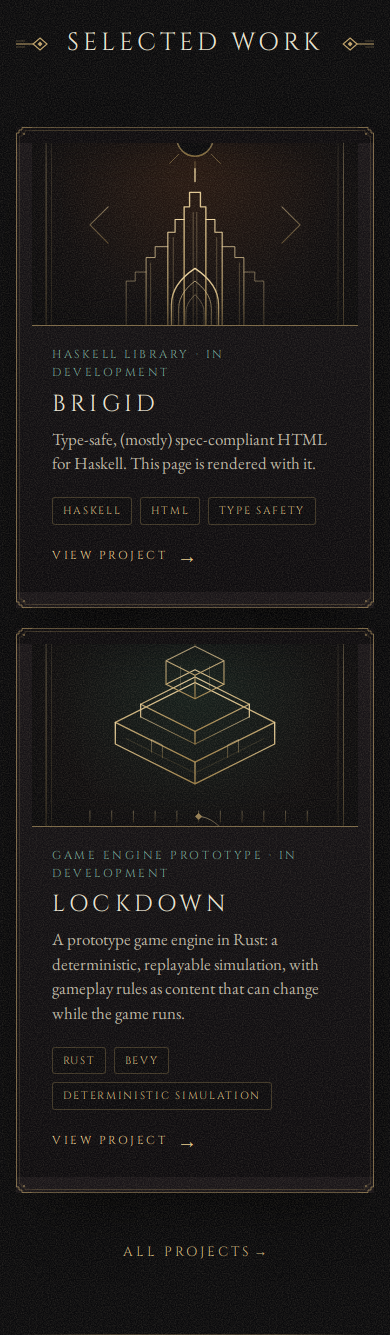 SELECTED WORK
HASKELL LIBRARY · IN
DEVELOPMENT
BRIGID
Type-safe, (mostly) spec-compliant HTML
for Haskell. This page is rendered with it.
HASKELL HTML TYPE SAFETY
VIEW PROJECT →
GAME ENGINE PROTOTYPE · IN
DEVELOPMENT
LOCKDOWN
A prototype game engine in Rust: a
deterministic, replayable simulation, with
gameplay rules as content that can change
while the game runs.
RUST BEVY
DETERMINISTIC SIMULATION
VIEW PROJECT →
ALL PROJECTS →